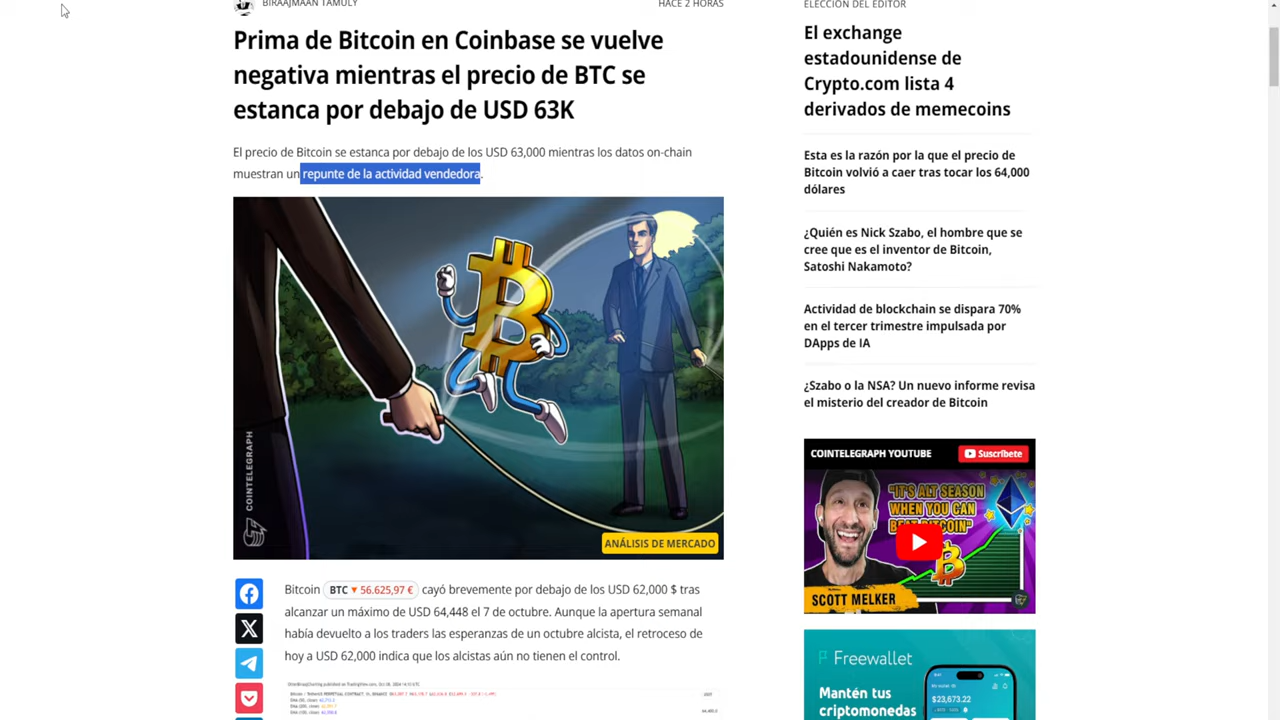 BIRAAJMAAN TAMULY
HACE 2 HORAS
Prima de Bitcoin en Coinbase se vuelve
negativa mientras el precio de BTC se
estanca por debajo de USD 63K
El precio de Bitcoin se estanca por debajo de los USD 63,000 mientras los datos on-chain
muestran un repunte de la actividad vendedora.
COINTELEGRAPH
ANÁLISIS DE MERCADO
Bitcoin BTC ▼ 56.625,97 € cayó brevemente por debajo de los USD 62,000 $ tras
alcanzar un máximo de USD 64,448 el 7 de octubre. Aunque la apertura semanal
había devuelto a los traders las esperanzas de un octubre alcista, el retroceso de
hoy a USD 62,000 indica que los alcistas aún no tienen el control.
ELECCIÓN DEL EDITOR
El exchange
estadounidense de
Crypto.com lista 4
derivados de memecoins
Esta es la razón por la que el precio de
Bitcoin volvió a caer tras tocar los 64,000
dólares
¿Quién es Nick Szabo, el hombre que se
cree que es el inventor de Bitcoin,
Satoshi Nakamoto?
Actividad de blockchain se dispara 70%
en el tercer trimestre impulsada por
DApps de IA
¿Szabo o la NSA? Un nuevo informe revisa
el misterio del creador de Bitcoin
COINTELEGRAPH YOUTUBE
Suscríbete
"IT'S ALT SEASON
WHEN YOU CAN
BEAT BITCOIN"
SCOTT MELKER
Freewallet
Mantén tus
criptomonedas
$23,673.22